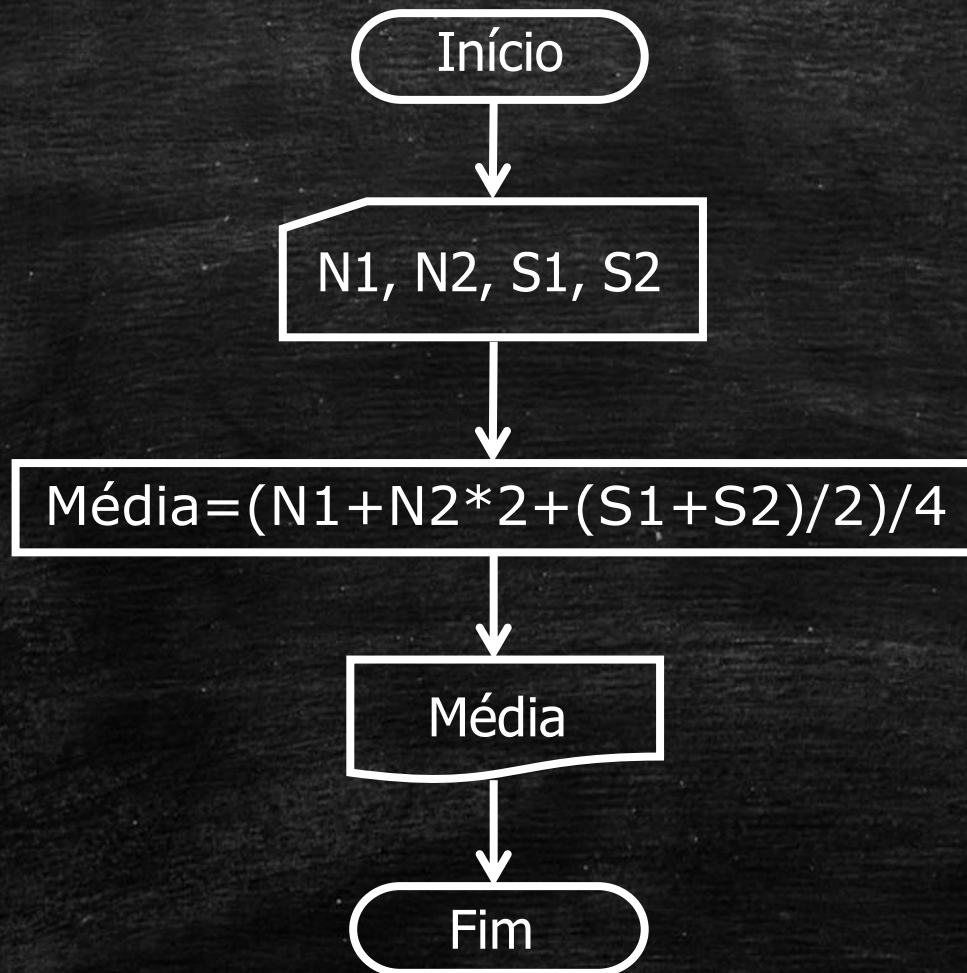 Início
N1, N2, S1, S2
Média=(N1+N2*2+(S1+S2)/2)/4
Média
Fim